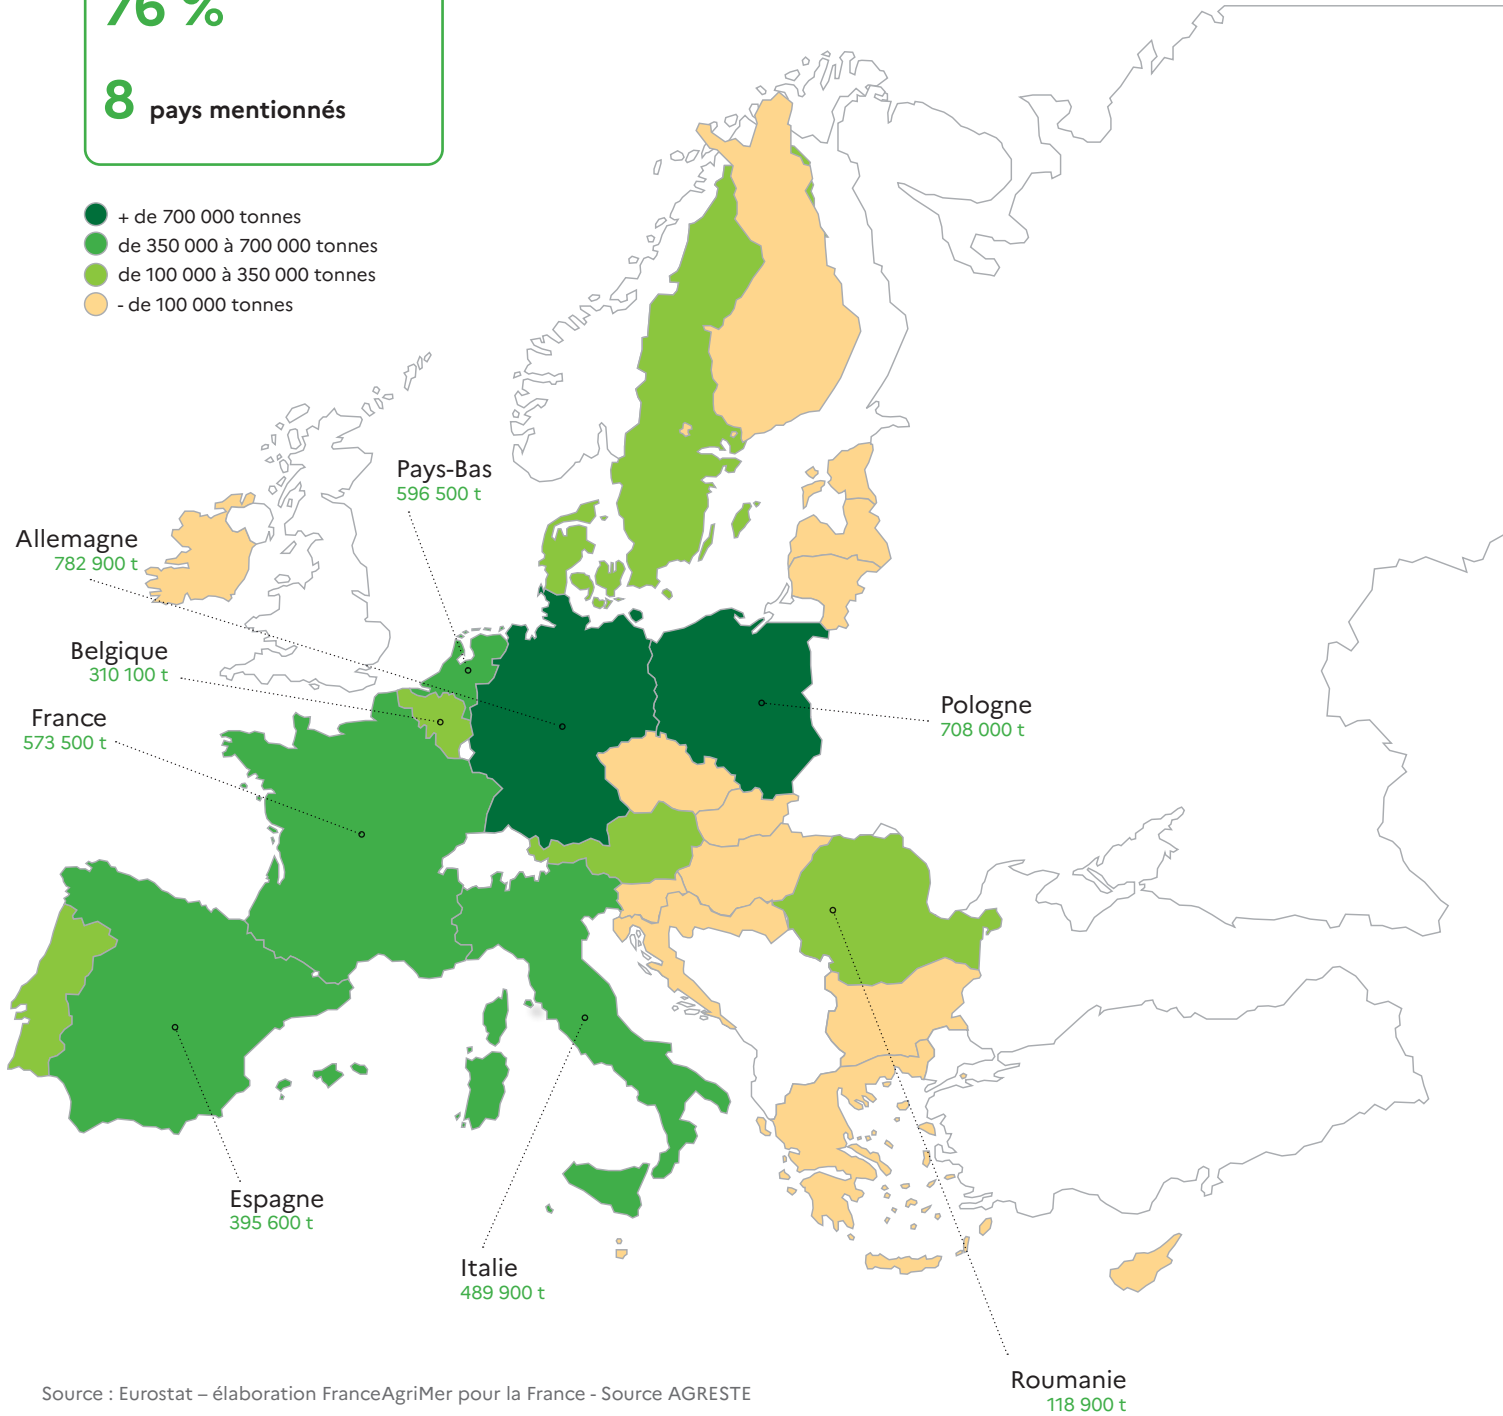 76 %
8 pays mentionnés
+ de 700 000 tonnes
de 350 000 à 700 000 tonnes
de 100 000 à 350 000 tonnes
- de 100 000 tonnes
Pays-Bas
596 500 t
Allemagne
782 900 t
Belgique
310 100 t
France
573 500 t
Pologne
708 000 t
Espagne
395 600 t
Italie
489 900 t
Roumanie
118 900 t
Source : Eurostat – élaboration FranceAgriMer pour la France - Source AGRESTE